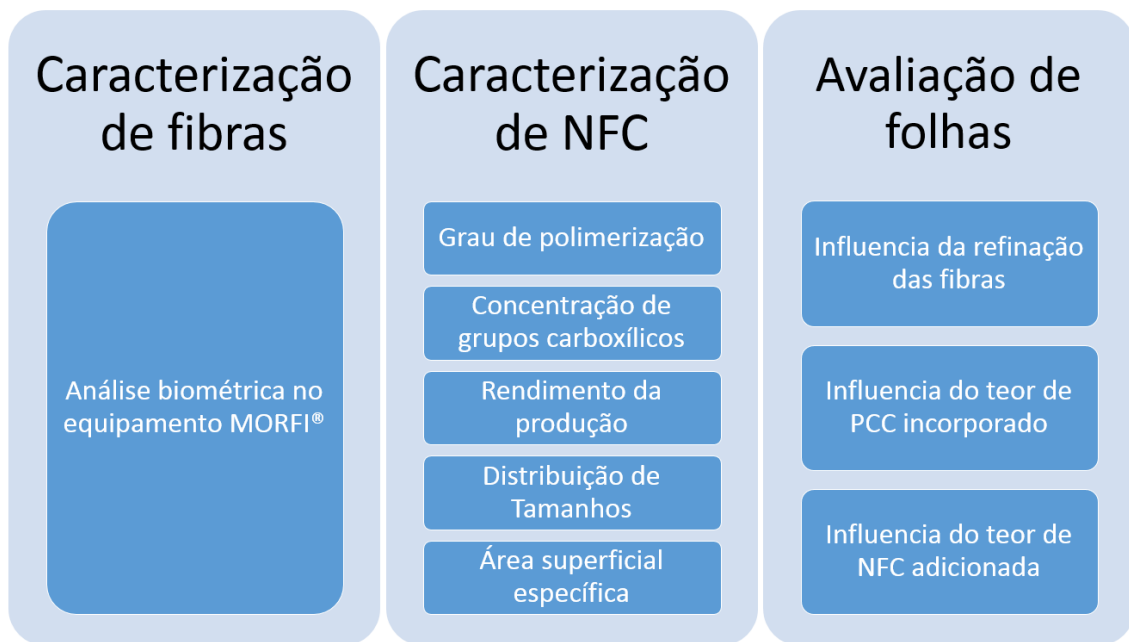 Caracterização
de fibras
Análise biométrica no
equipamento MORFI®
Caracterização
de NFC
Grau de polimerização
Concentração de
grupos carboxílicos
Rendimento da
produção
Distribuição de
Tamanhos
Área superficial
específica
Avaliação de
folhas
Influencia da refinação
das fibras
Influencia do teor de
PCC incorporado
Influencia do teor de
NFC adicionada